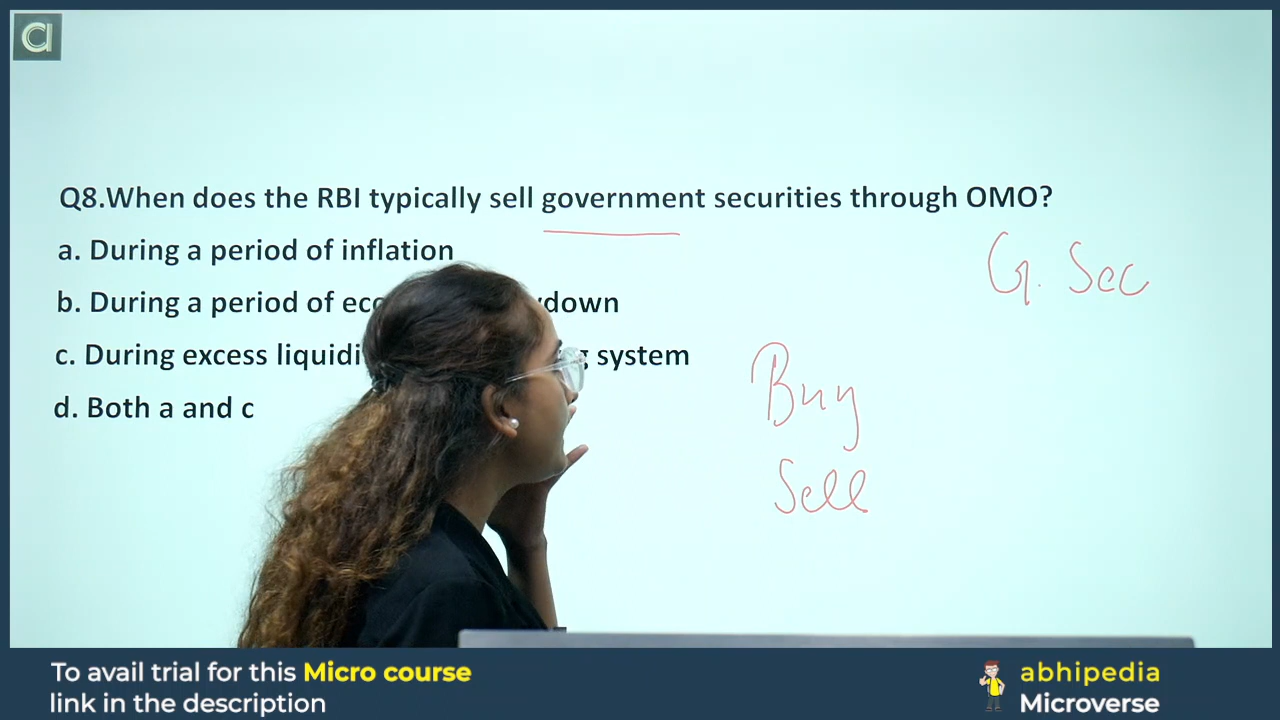 Q8.When does the RBI typically sell government securities through OMO?
a. During a period of inflation
b. During a period of down
c. During excess system
d. Both a and c
G. Sec
Buy
Sell
To avail trial for this Micro course
link in the description
abhipedia
Microverse